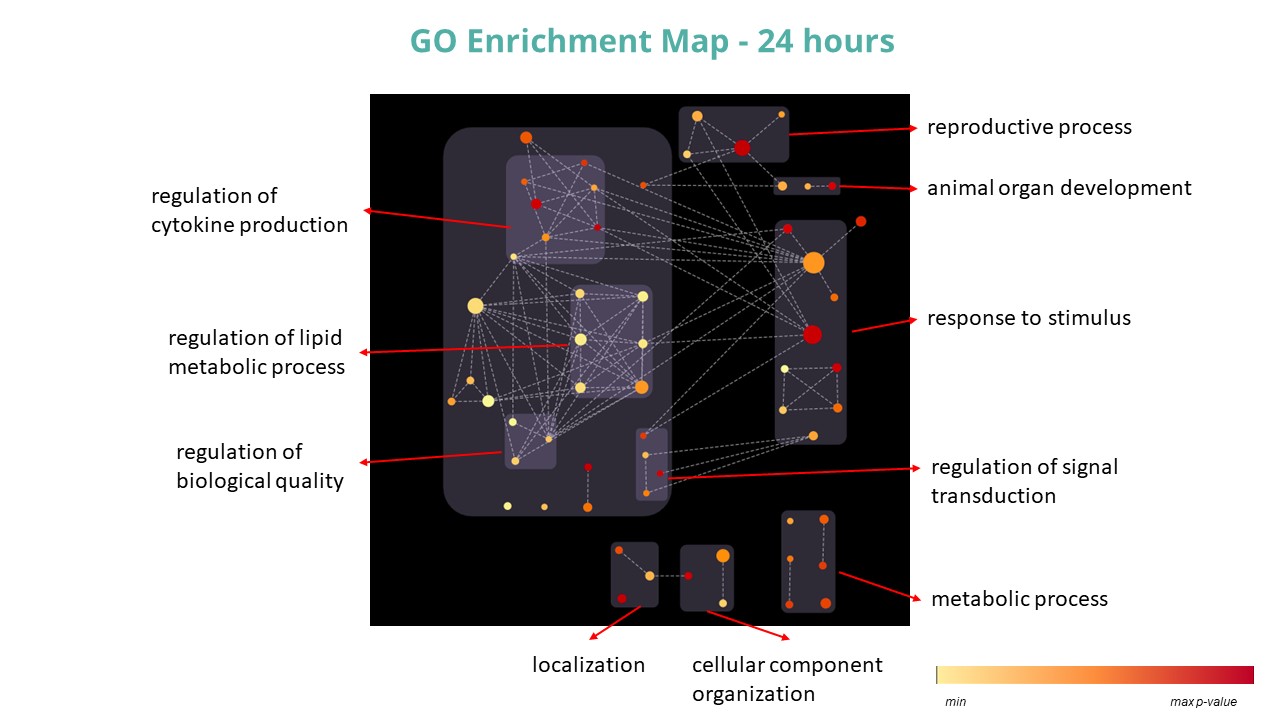 GO Enrichment Map - 24 hours
reproductive process
animal organ development
regulation of
cytokine production
response to stimulus
regulation of lipid
metabolic process
regulation of
biological quality
regulation of signal
transduction
metabolic process
localization
cellular component
organization
min
max p-value